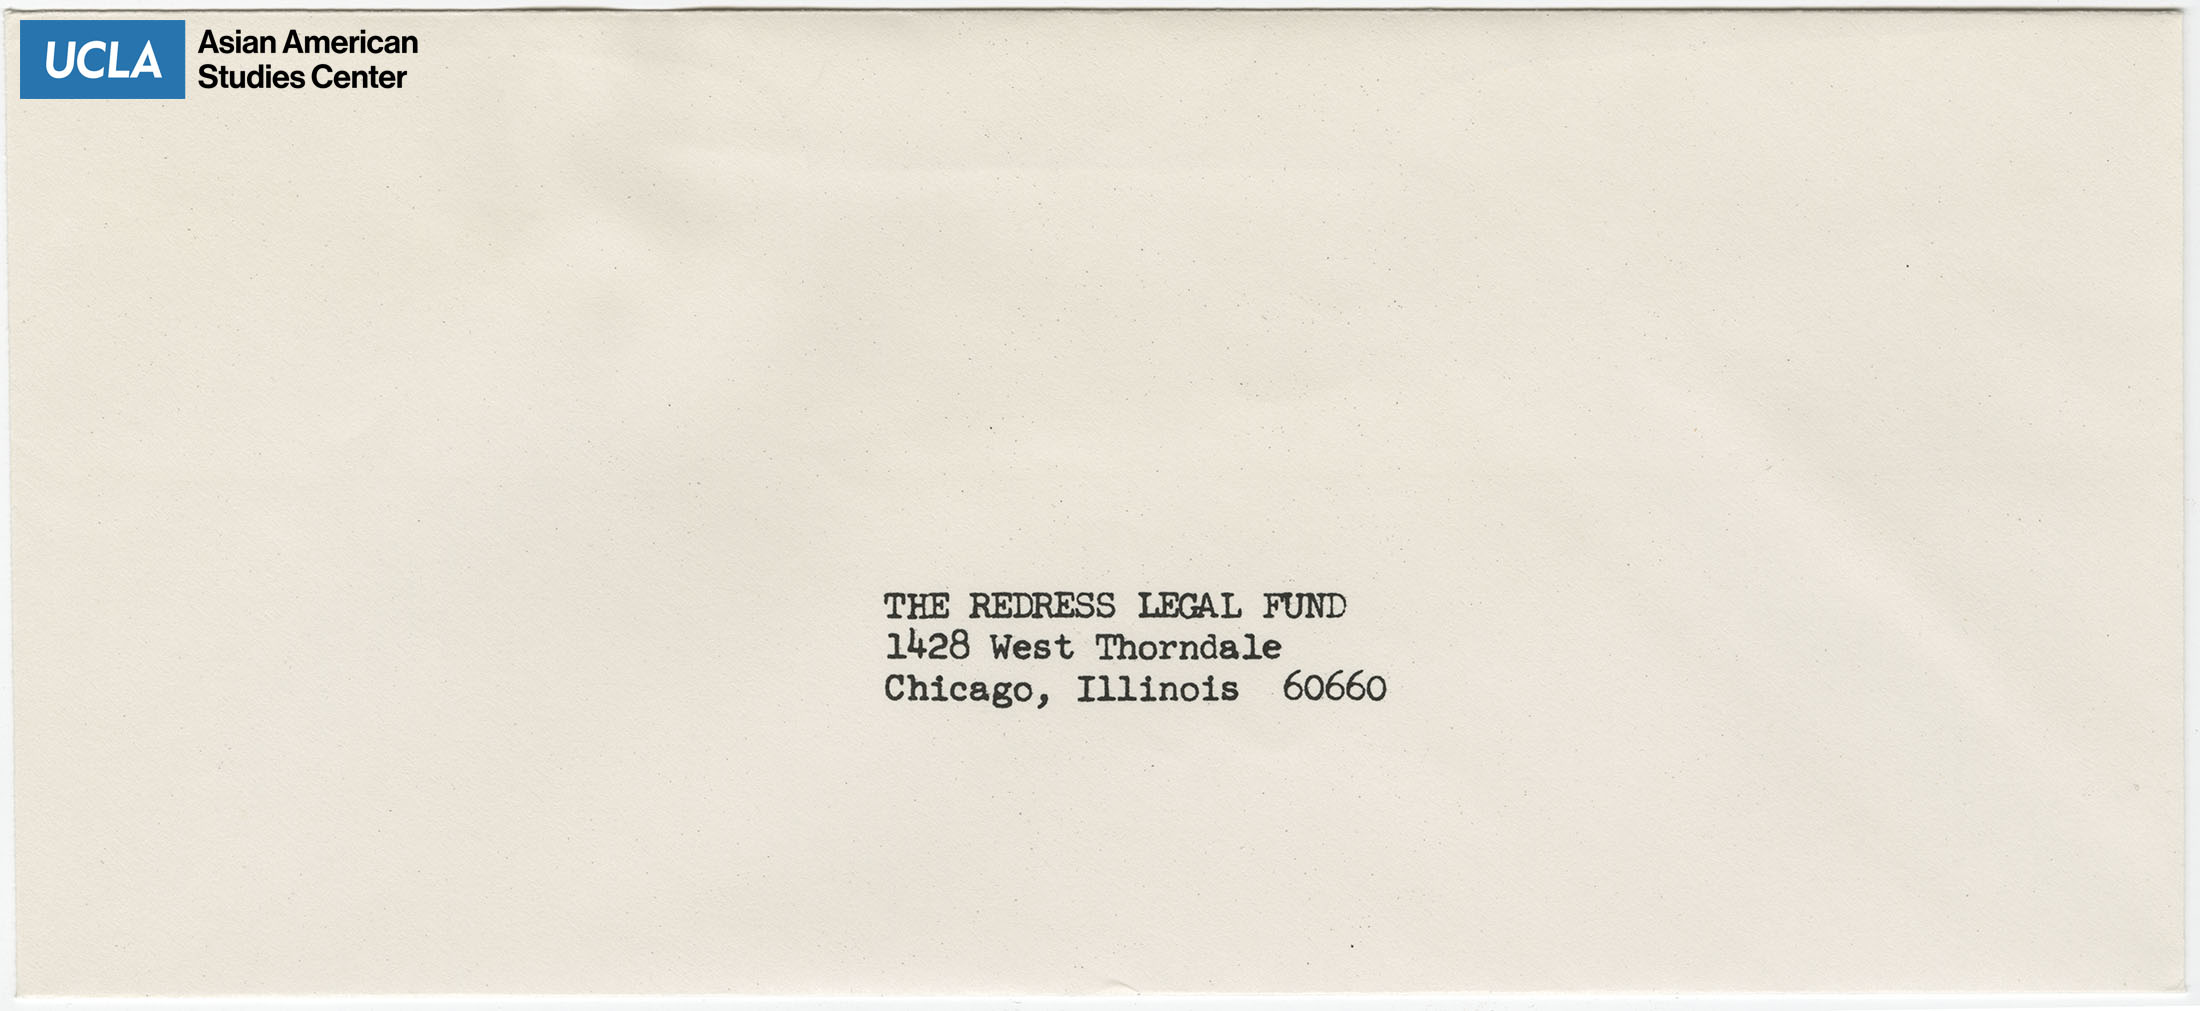 UCLA
Asian American
Studies Center
THE REDRESS LEGAL FUND
1428 West Thorndale
Chicago, Illinois  60660